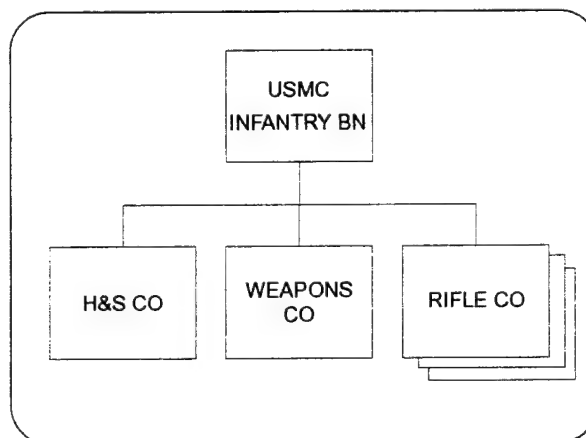 USMC
INFANTRY BN
H&S CO
WEAPONS
CO
RIFLE CO